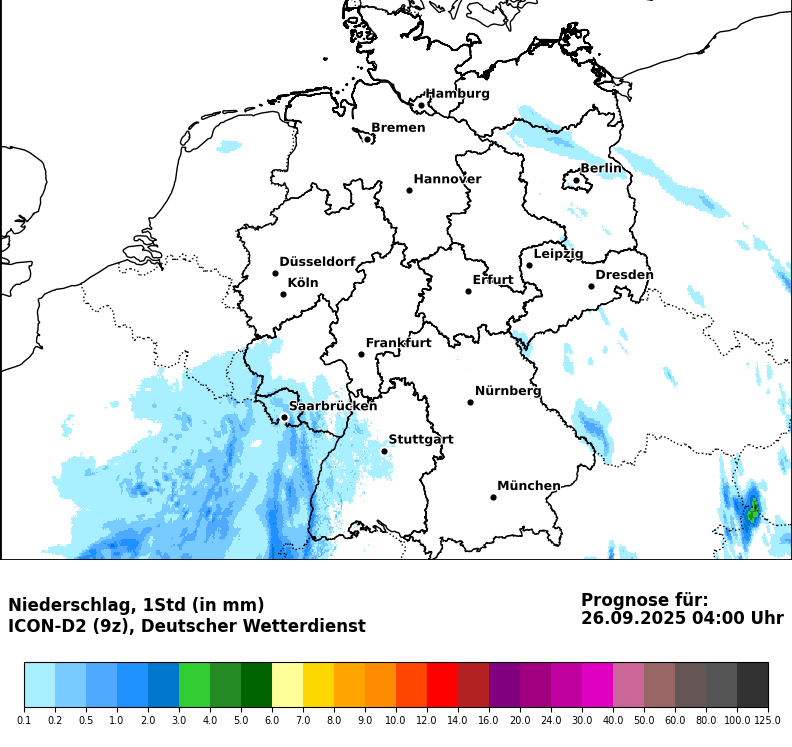 Hamburg
Bremen
Berlin
Hannover
Leipzig
Düsseldorf
Dresden
Köln
Erfurt
Frankfurt
Nürnberg
Saarbrücken
Stuttgart
München
Niederschlag, 1Std (in mm)
ICON-D2 (9z), Deutscher Wetterdienst
Prognose für:
26.09.2025 04:00 Uhr
0.1 0.2 0.5 1.0 2.0 3.0 4.0 5.0 6.0 7.0 8.0 9.0 10.0 12.0 14.0 16.0 20.0 24.0 30.0 40.0 50.0 60.0 80.0 100.0 125.0